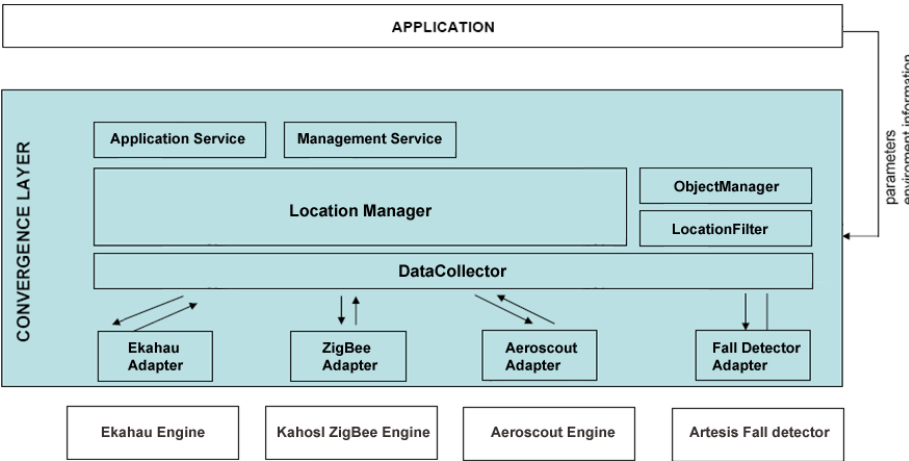 APPLICATION
parameters
enviroment information
CONVERGENCE LAYER
Application Service
Management Service
Location Manager
ObjectManager
LocationFilter
DataCollector
Ekahau
Adapter
ZigBee
Adapter
Aeroscout
Adapter
Fall Detector
Adapter
Ekahau Engine
Kahosl ZigBee Engine
Aeroscout Engine
Artesis Fall detector